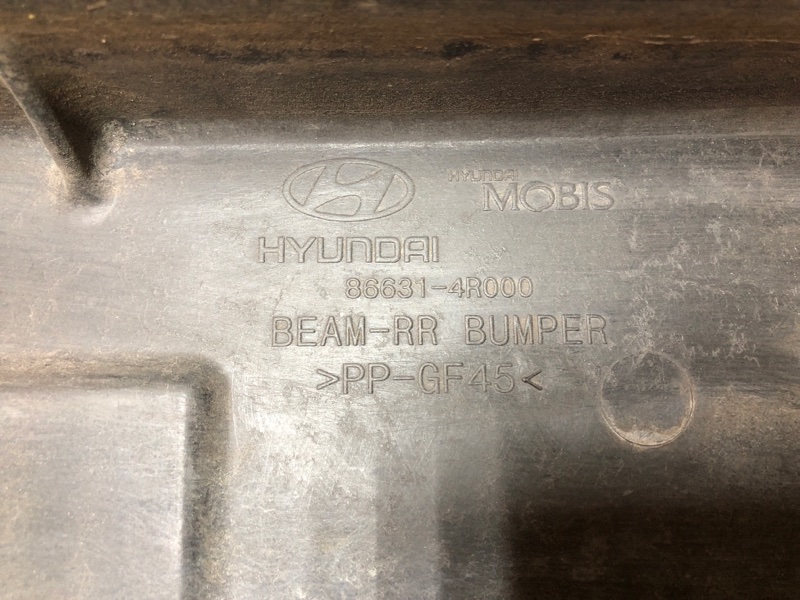 HYUNDAI
MOBIS
HYUNDAI
86631-4R000
BEAM-RR BUMPER
>PP-GF45<